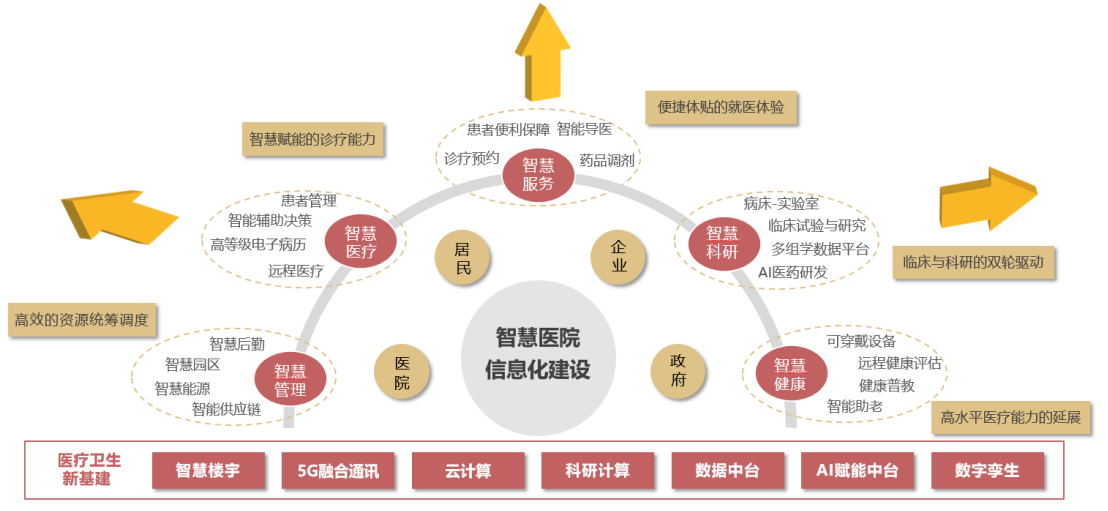 便捷体贴的就医体验
智慧赋能的诊疗能力
患者便利保障 智能导医
诊疗预约
药品调剂
智慧
服务
患者管理
智能辅助决策
高等级电子病历
远程医疗
智慧
医疗
病床-实验室
临床试验与研究
多组学数据平台
AI医药研发
智慧
科研
居
民
企
业
临床与科研的双轮驱动
高效的资源统筹调度
智慧后勤
智慧园区
智慧能源
智能供应链
智慧
管理
医
院
智慧医院
信息化建设
政
府
可穿戴设备
远程健康评估
健康普教
智能助老
智慧
健康
高水平医疗能力的延展
医疗卫生
新基建
智慧楼宇
5G融合通讯
云计算
科研计算
数据中台
AI赋能中台
数字孪生